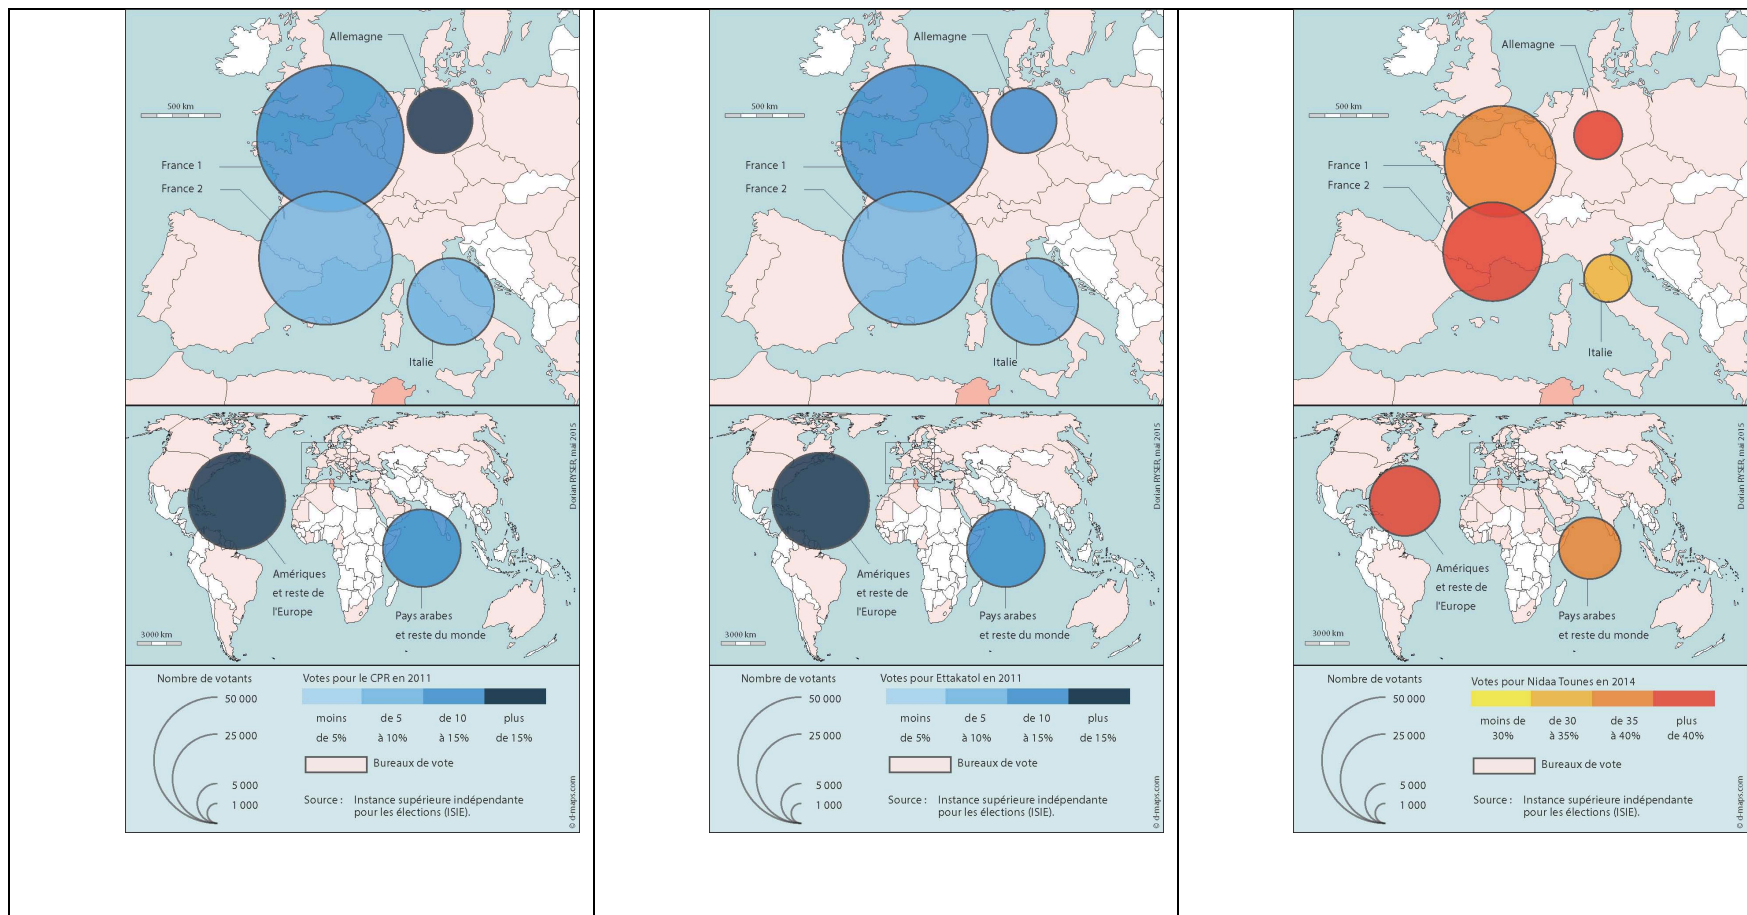 Allemagne
500 km
France 1
France 2
Italie
Dorian RYSER, mai 2015
Amériques
et reste de
l'Europe
Pays arabes
et reste du monde
3000 km
Nombre de votants
50 000
25 000
5 000
1 000
Votes pour le CPR en 2011
moins de 5 de 10 plus
de 5% à 10% à 15% de 15%
Bureaux de vote
Source : Instance supérieure indépendante
pour les élections (ISIE).
© d-maps.com
Allemagne
500 km
France 1
France 2
Italie
Dorian RYSER, mai 2015
Amériques
et reste de
l'Europe
Pays arabes
et reste du monde
3000 km
Nombre de votants
50 000
25 000
5 000
1 000
Votes pour Ettakatol en 2011
moins de 5 de 10 plus
de 5% à 10% à 15% de 15%
Bureaux de vote
Source : Instance supérieure indépendante
pour les élections (ISIE).
© d-maps.com
Allemagne
500 km
France 1
France 2
Italie
Dorian RYSER, mai 2015
Amériques
et reste de
l'Europe
Pays arabes
et reste du monde
3000 km
Nombre de votants
50 000
25 000
5 000
1 000
Votes pour Nidaa Tounes en 2014
moins de de 30 de 35 plus
30% à 35% à 40% de 40%
Bureaux de vote
Source : Instance supérieure indépendante
pour les élections (ISIE).
© d-maps.com